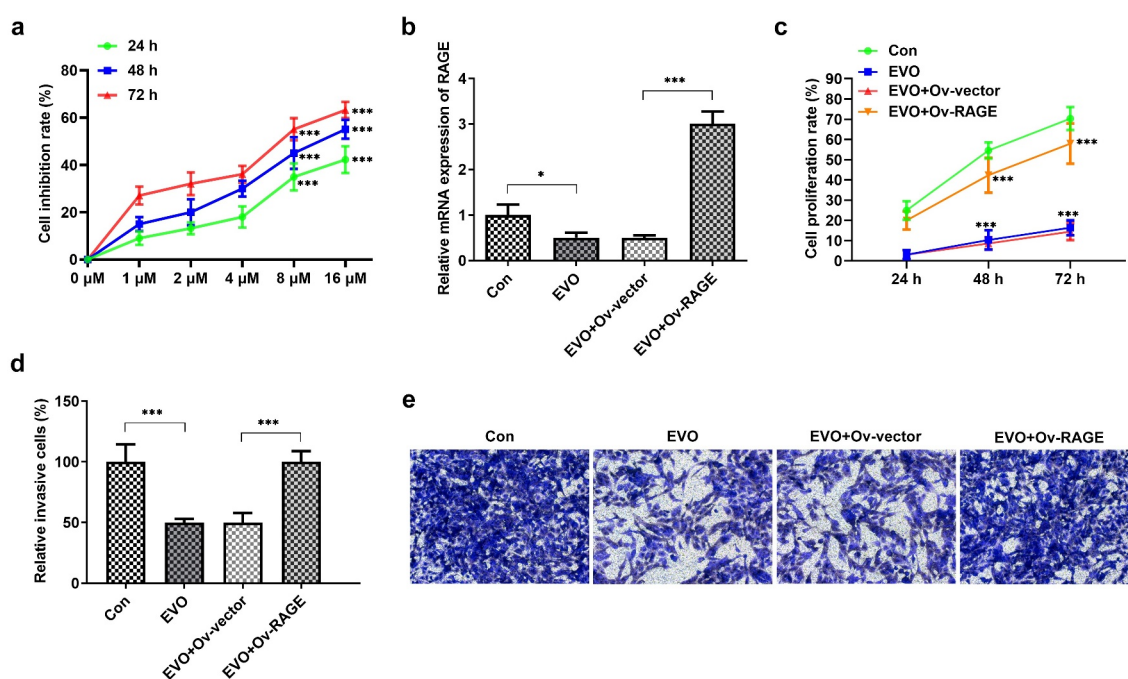 a
24 h
48 h
72 h
Cell inhibition rate (%)
80
60
40
20
0
0 μM
1 μM
2 μM
4 μM
8 μM
16 μM
***
***
***
***
***
***
b
Relative mRNA expression of RAGE
4
3
2
1
0
*
***
Con
EVO
EVO+Ov-vector
EVO+Ov-RAGE
c
Con
EVO
EVO+Ov-vector
EVO+Ov-RAGE
Cell proliferation rate (%)
90
80
70
60
50
40
30
20
10
0
***
***
***
***
24 h
48 h
72 h
d
Relative invasive cells (%)
150
100
50
0
***
***
Con
EVO
EVO+Ov-vector
EVO+Ov-RAGE
e
Con
EVO
EVO+Ov-vector
EVO+Ov-RAGE